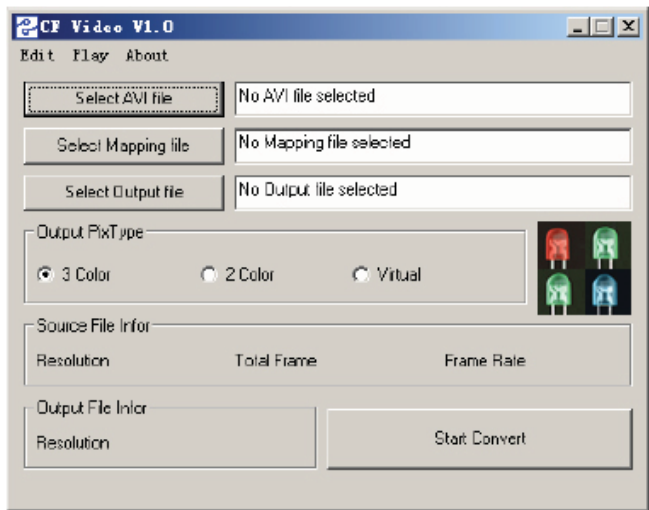 CF Video V1.0
Edit Play About
Select AVI file No AVI file selected
Select Mapping file No Mapping file selected
Select Output file No Output file selected
Output PixType
3 Color 2 Color Virtual
Source File Infor
Resolution Total Frame Frame Rate
Output File Infor
Resolution Start Convert